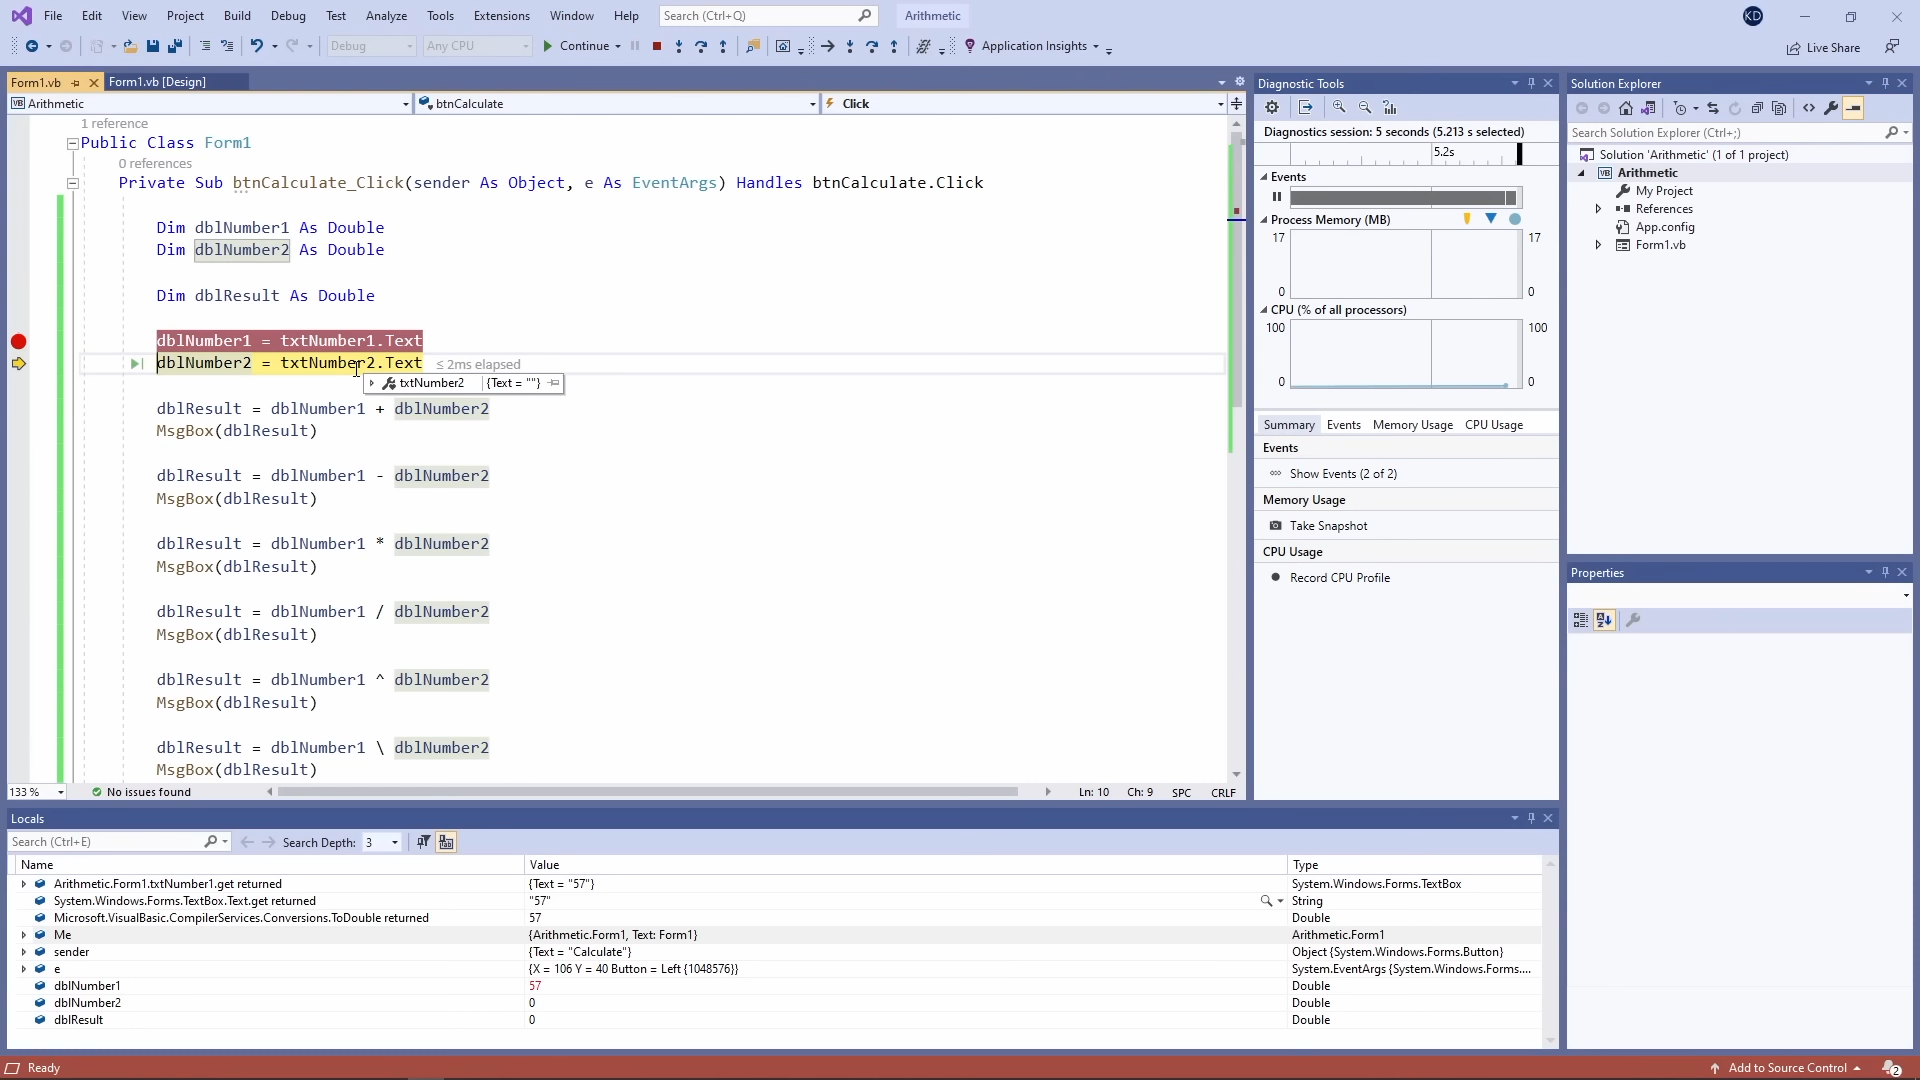 File Edit View Project Build Debug Test Analyze Tools Extensions Window Help Search (Ctrl+Q) Arithmetic KD
Debug Any CPU Continue Application Insights Live Share
Form1.vb Form1.vb [Design]
VB Arithmetic btnCalculate Click
1 reference
Public Class Form1
0 references
Private Sub btnCalculate_Click(sender As Object, e As EventArgs) Handles btnCalculate.Click
Dim dblNumber1 As Double
Dim dblNumber2 As Double
Dim dblResult As Double
dblNumber1 = txtNumber1.Text
dblNumber2 = txtNumber2.Text ≤ 2ms elapsed
txtNumber2 {Text = ""}
dblResult = dblNumber1 + dblNumber2
MsgBox(dblResult)
dblResult = dblNumber1 - dblNumber2
MsgBox(dblResult)
dblResult = dblNumber1 * dblNumber2
MsgBox(dblResult)
dblResult = dblNumber1 / dblNumber2
MsgBox(dblResult)
dblResult = dblNumber1 ^ dblNumber2
MsgBox(dblResult)
dblResult = dblNumber1 \ dblNumber2
MsgBox(dblResult)
133 % No issues found Ln: 10 Ch: 9 SPC CRLF
Diagnostic Tools
Diagnostics session: 5 seconds (5.213 s selected)
5.2s
Events
Process Memory (MB)
17 17
0 0
CPU (% of all processors)
100 100
0 0
Summary Events Memory Usage CPU Usage
Events
Show Events (2 of 2)
Memory Usage
Take Snapshot
CPU Usage
Record CPU Profile
Solution Explorer
Search Solution Explorer (Ctrl+;)
Solution 'Arithmetic' (1 of 1 project)
VB Arithmetic
My Project
References
App.config
Form1.vb
Properties
Locals
Search (Ctrl+E) Search Depth: 3
Name Value Type
Arithmetic.Form1.txtNumber1.get returned {Text = "57"} System.Windows.Forms.TextBox
System.Windows.Forms.TextBox.Text.get returned "57" String
Microsoft.VisualBasic.CompilerServices.Conversions.ToDouble returned 57 Double
Me {Arithmetic.Form1, Text: Form1} Arithmetic.Form1
sender {Text = "Calculate"} Object {System.Windows.Forms.Button}
e {X = 106 Y = 40 Button = Left {1048576}} System.EventArgs {System.Windows.Forms....
dblNumber1 57 Double
dblNumber2 0 Double
dblResult 0 Double
Ready Add to Source Control 2